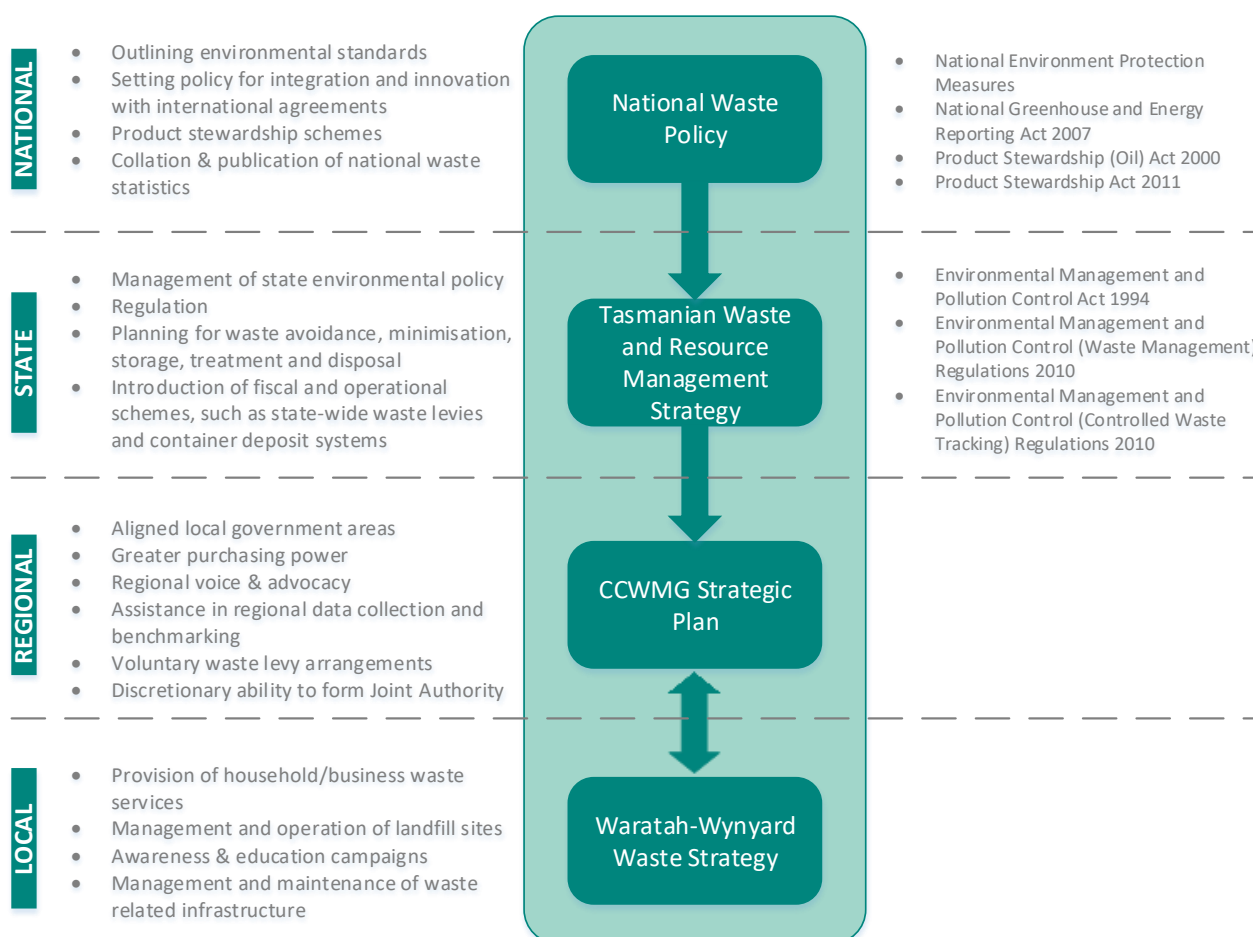 NATIONAL
• Outlining environmental standards
• Setting policy for integration and innovation
with international agreements
• Product stewardship schemes
• Collation & publication of national waste
statistics
National Waste
Policy
• National Environment Protection
Measures
• National Greenhouse and Energy
Reporting Act 2007
• Product Stewardship (Oil) Act 2000
• Product Stewardship Act 2011
STATE
• Management of state environmental policy
• Regulation
• Planning for waste avoidance, minimisation,
storage, treatment and disposal
• Introduction of fiscal and operational
schemes, such as state-wide waste levies
and container deposit systems
Tasmanian Waste
and Resource
Management
Strategy
• Environmental Management and
Pollution Control Act 1994
• Environmental Management and
Pollution Control (Waste Management)
Regulations 2010
• Environmental Management and
Pollution Control (Controlled Waste
Tracking) Regulations 2010
REGIONAL
• Aligned local government areas
• Greater purchasing power
• Regional voice & advocacy
• Assistance in regional data collection and
benchmarking
• Voluntary waste levy arrangements
• Discretionary ability to form Joint Authority
CCWMG Strategic
Plan
LOCAL
• Provision of household/business waste
services
• Management and operation of landfill sites
• Awareness & education campaigns
• Management and maintenance of waste
related infrastructure
Waratah-Wynyard
Waste Strategy